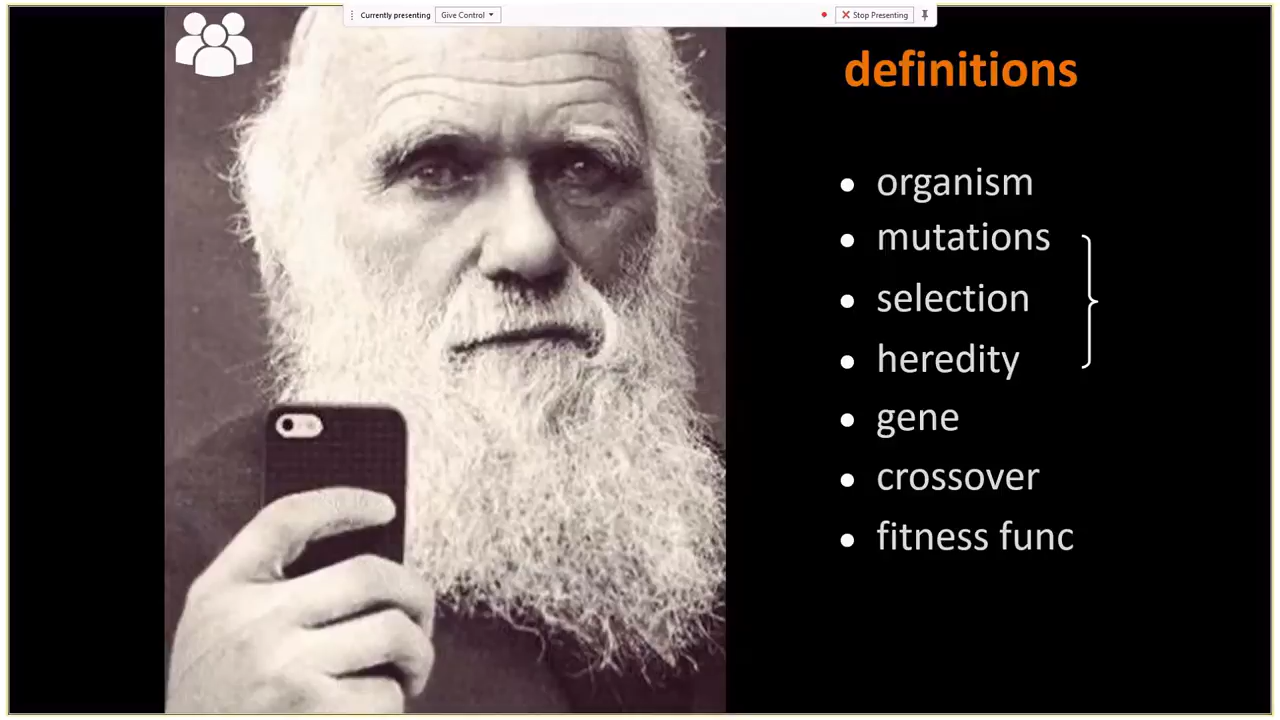 Currently presenting Give Control Stop Presenting
definitions
organism
mutations
selection
heredity
gene
crossover
fitness func